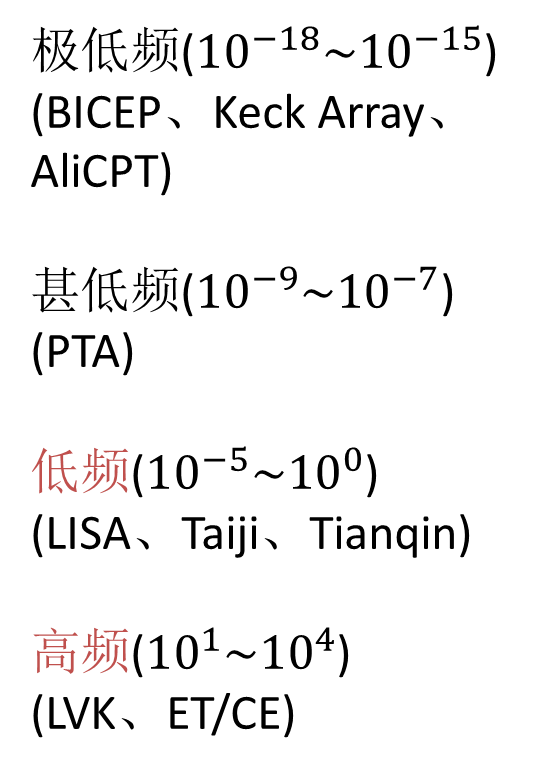 极低频(10⁻¹⁸~10⁻¹⁵)
(BICEP、Keck Array、
AliCPT)
甚低频(10⁻⁹~10⁻⁷)
(PTA)
低频(10⁻⁵~10⁰)
(LISA、Taiji、Tianqin)
高频(10¹~10⁴)
(LVK、ET/CE)